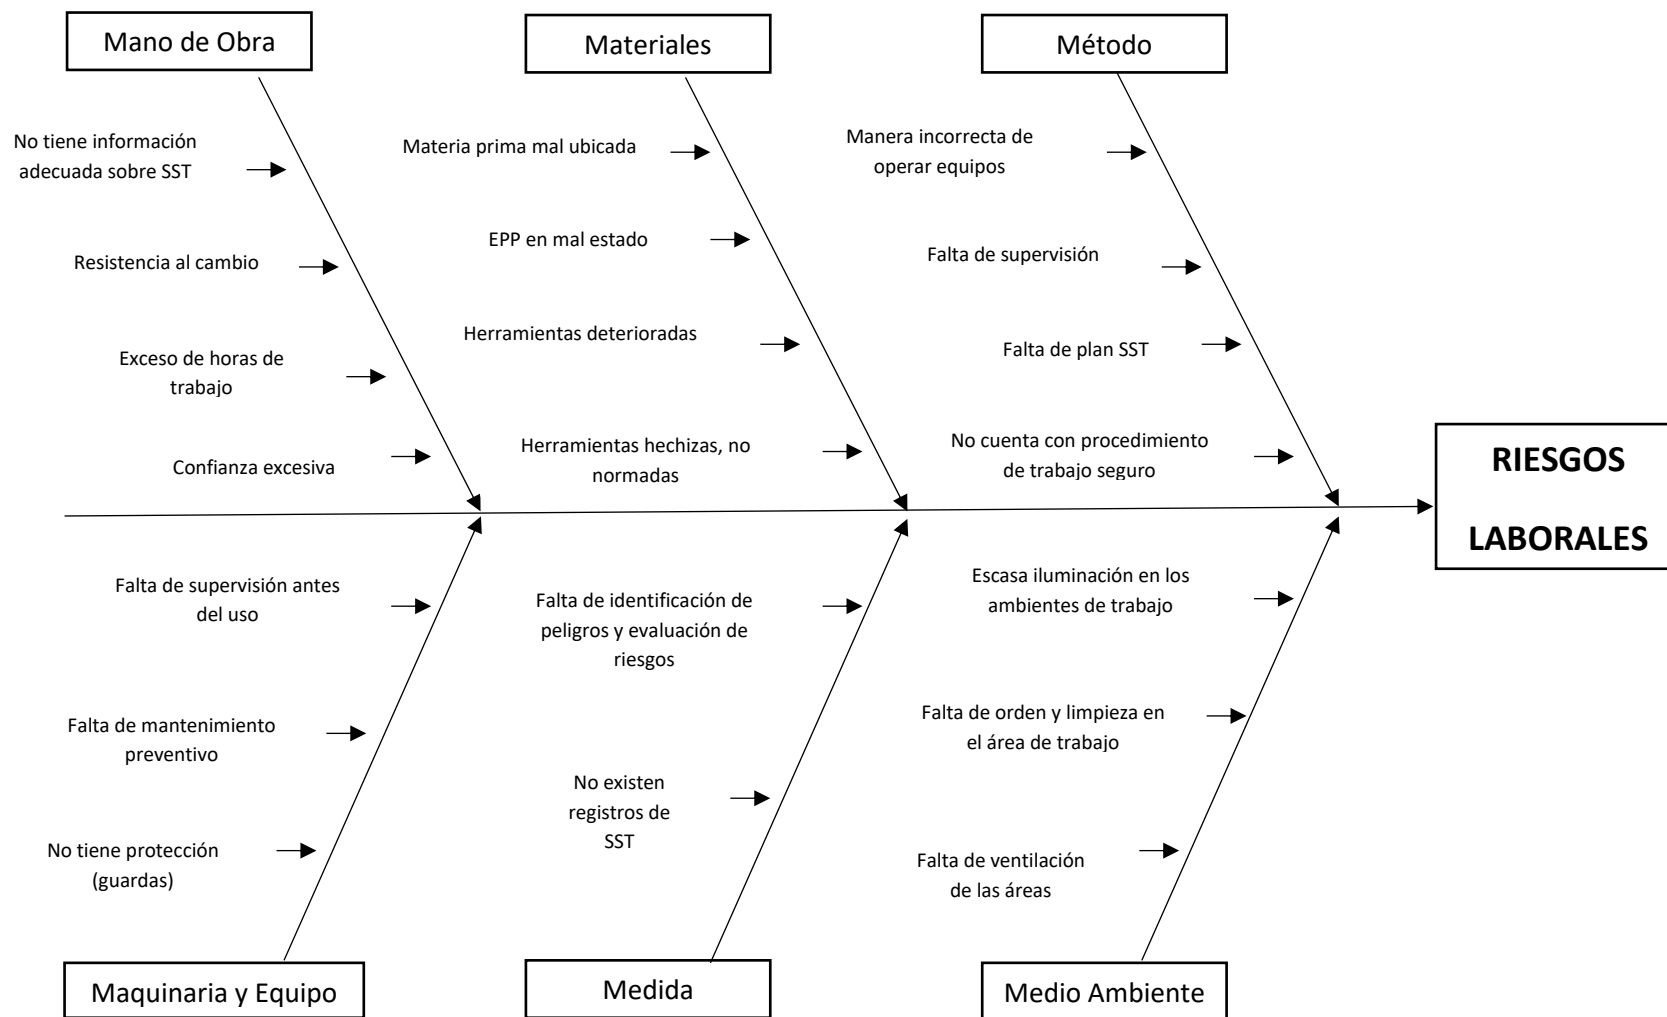 Mano de Obra
Materiales
Método
No tiene información
adecuada sobre SST
Resistencia al cambio
Exceso de horas de
trabajo
Confianza excesiva
Materia prima mal ubicada
EPP en mal estado
Herramientas deterioradas
Herramientas hechizas, no
normadas
Manera incorrecta de
operar equipos
Falta de supervisión
Falta de plan SST
No cuenta con procedimiento
de trabajo seguro
RIESGOS
LABORALES
Falta de supervisión antes
del uso
Falta de mantenimiento
preventivo
No tiene protección
(guardas)
Falta de identificación de
peligros y evaluación de
riesgos
No existen
registros de
SST
Escasa iluminación en los
ambientes de trabajo
Falta de orden y limpieza en
el área de trabajo
Falta de ventilación
de las áreas
Maquinaria y Equipo
Medida
Medio Ambiente